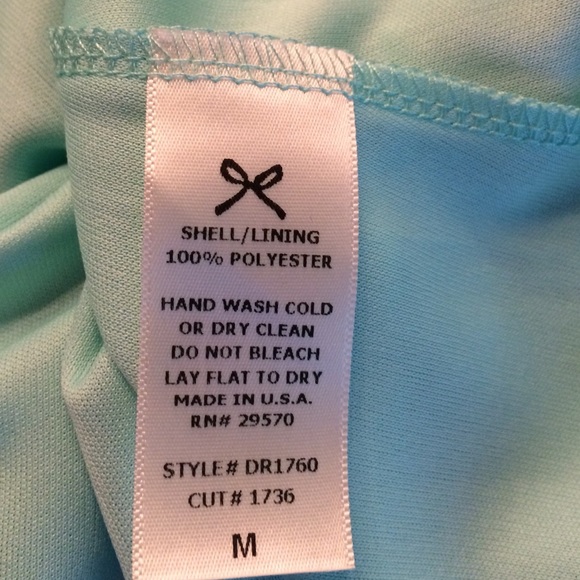 SHELL/LINING
100% POLYESTER
HAND WASH COLD
OR DRY CLEAN
DO NOT BLEACH
LAY FLAT TO DRY
MADE IN U.S.A.
RN# 29570
STYLE# DR1760
CUT# 1736
M